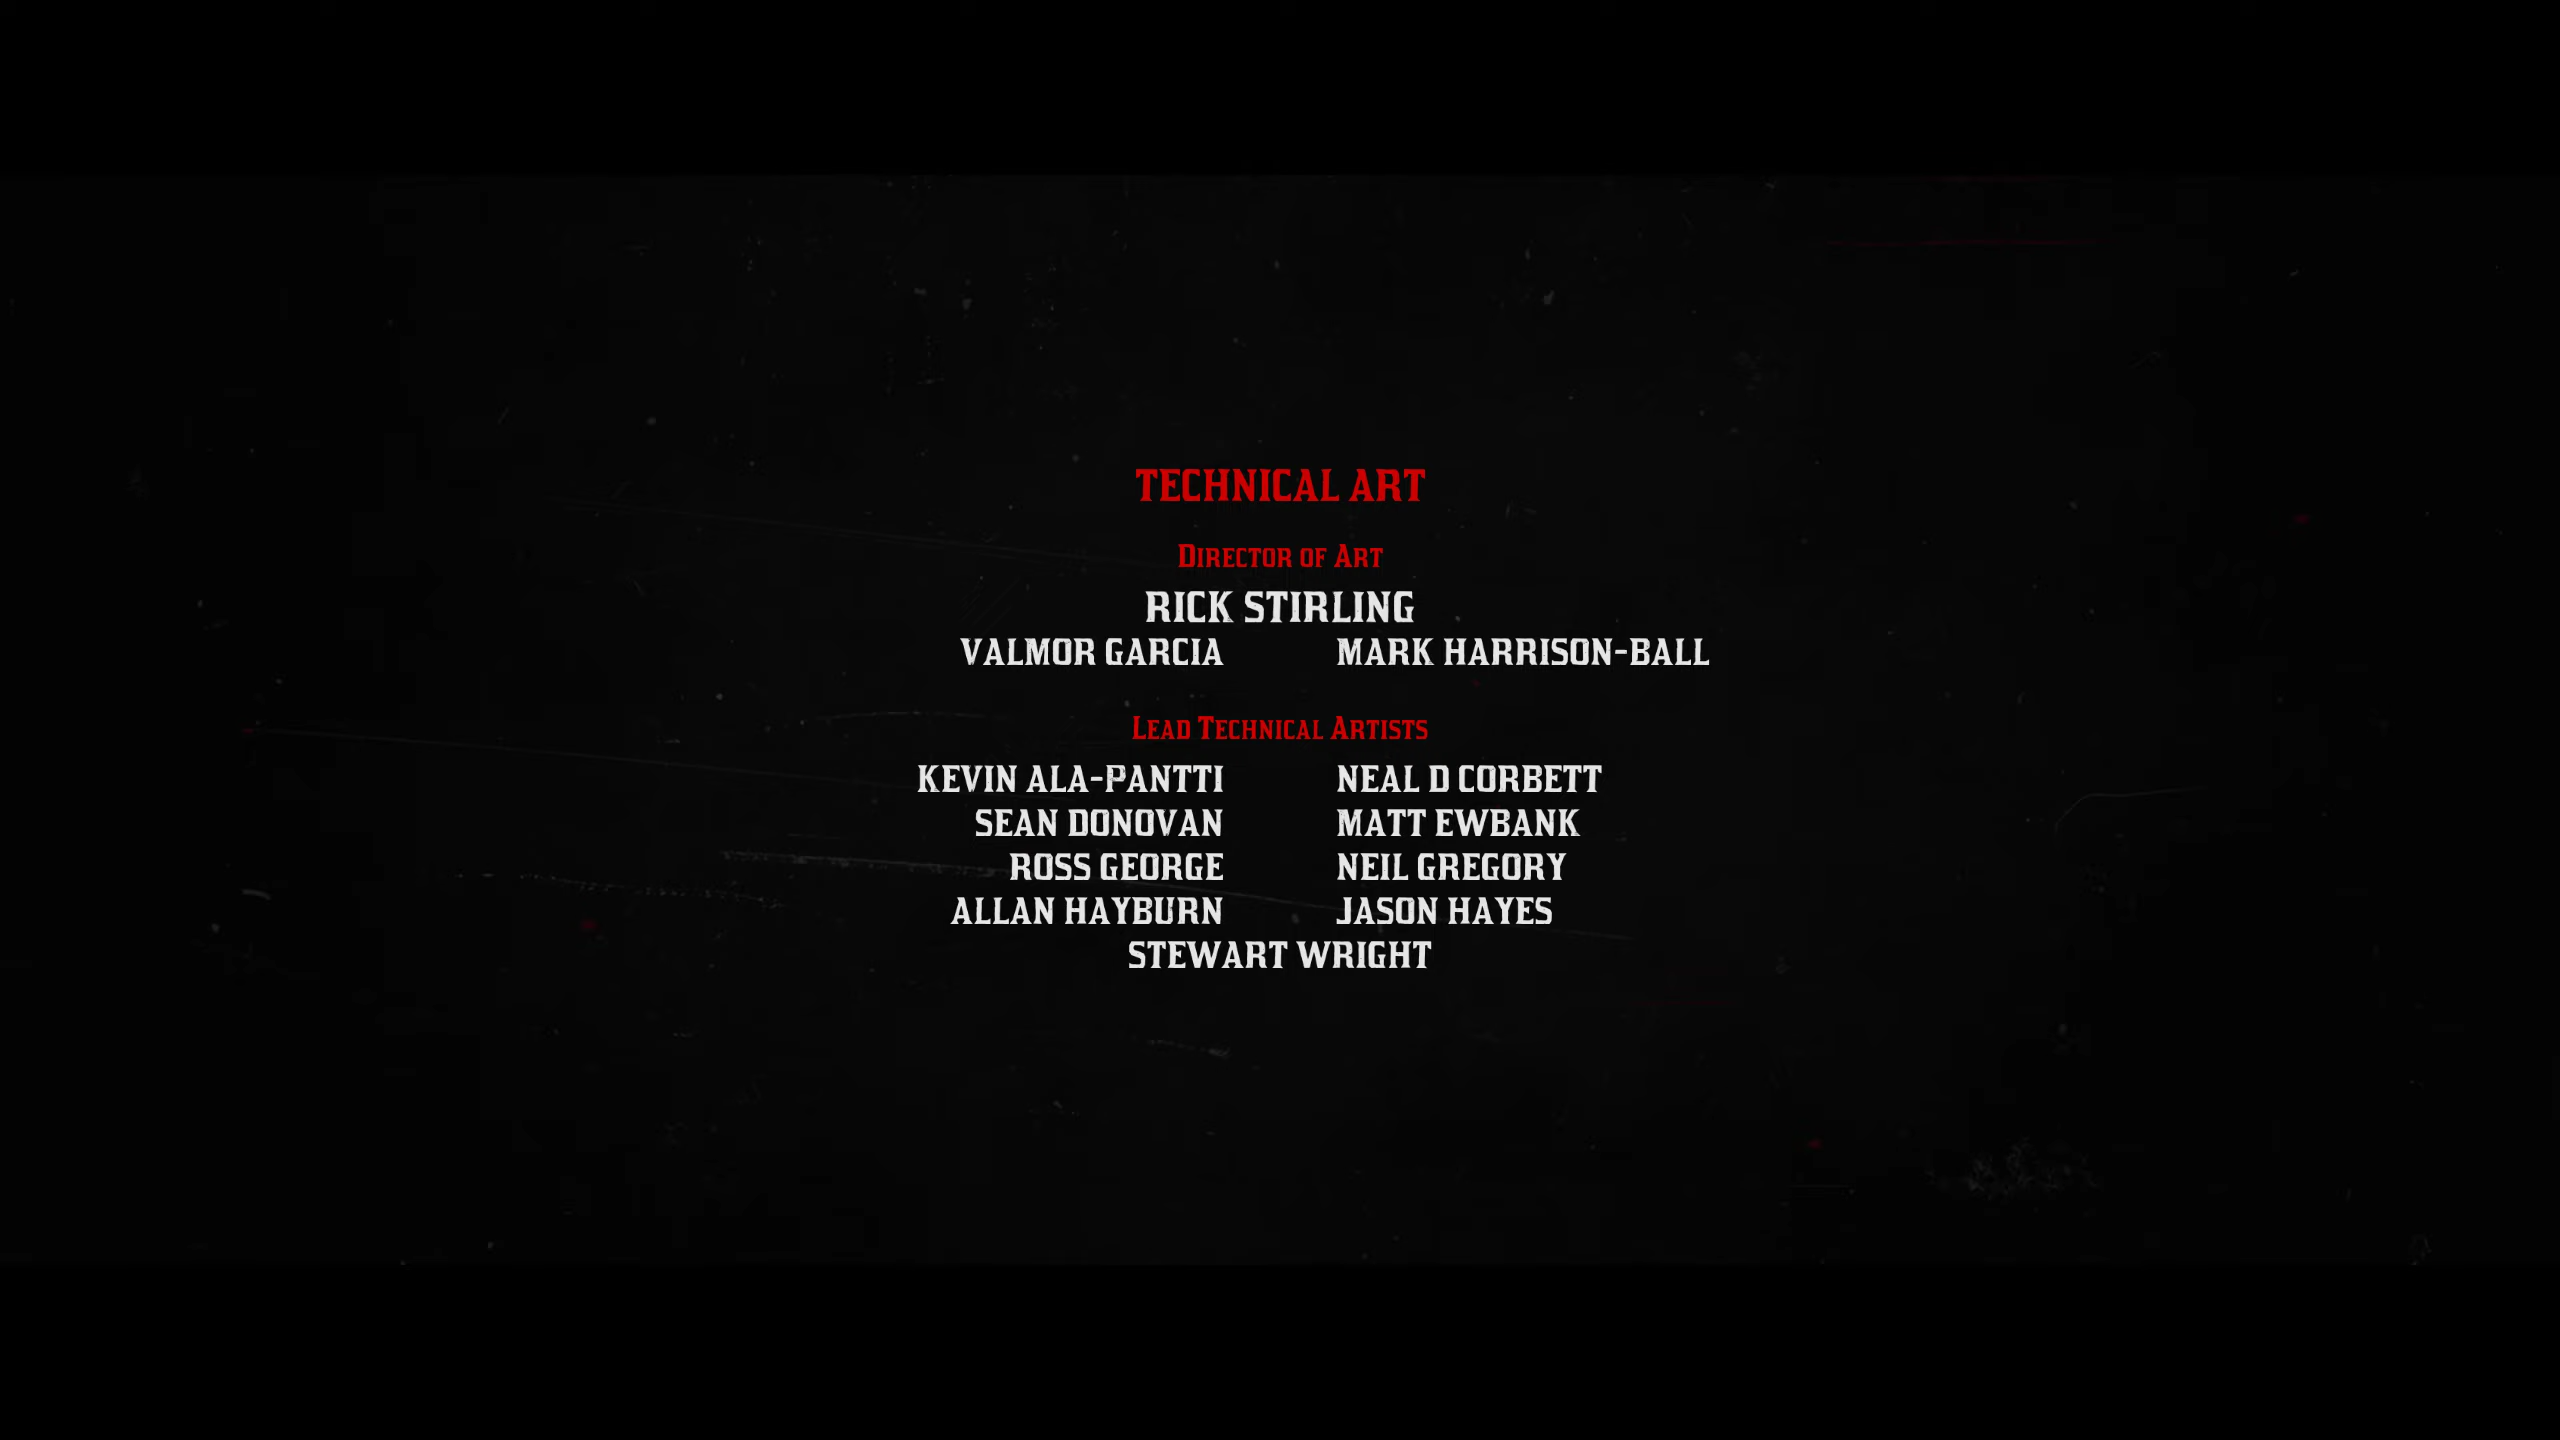 TECHNICAL ART
DIRECTOR OF ART
RICK STIRLING
VALMOR GARCIA MARK HARRISON-BALL
LEAD TECHNICAL ARTISTS
KEVIN ALA-PANTTI NEAL D CORBETT
SEAN DONOVAN MATT EWBANK
ROSS GEORGE NEIL GREGORY
ALLAN HAYBURN JASON HAYES
STEWART WRIGHT